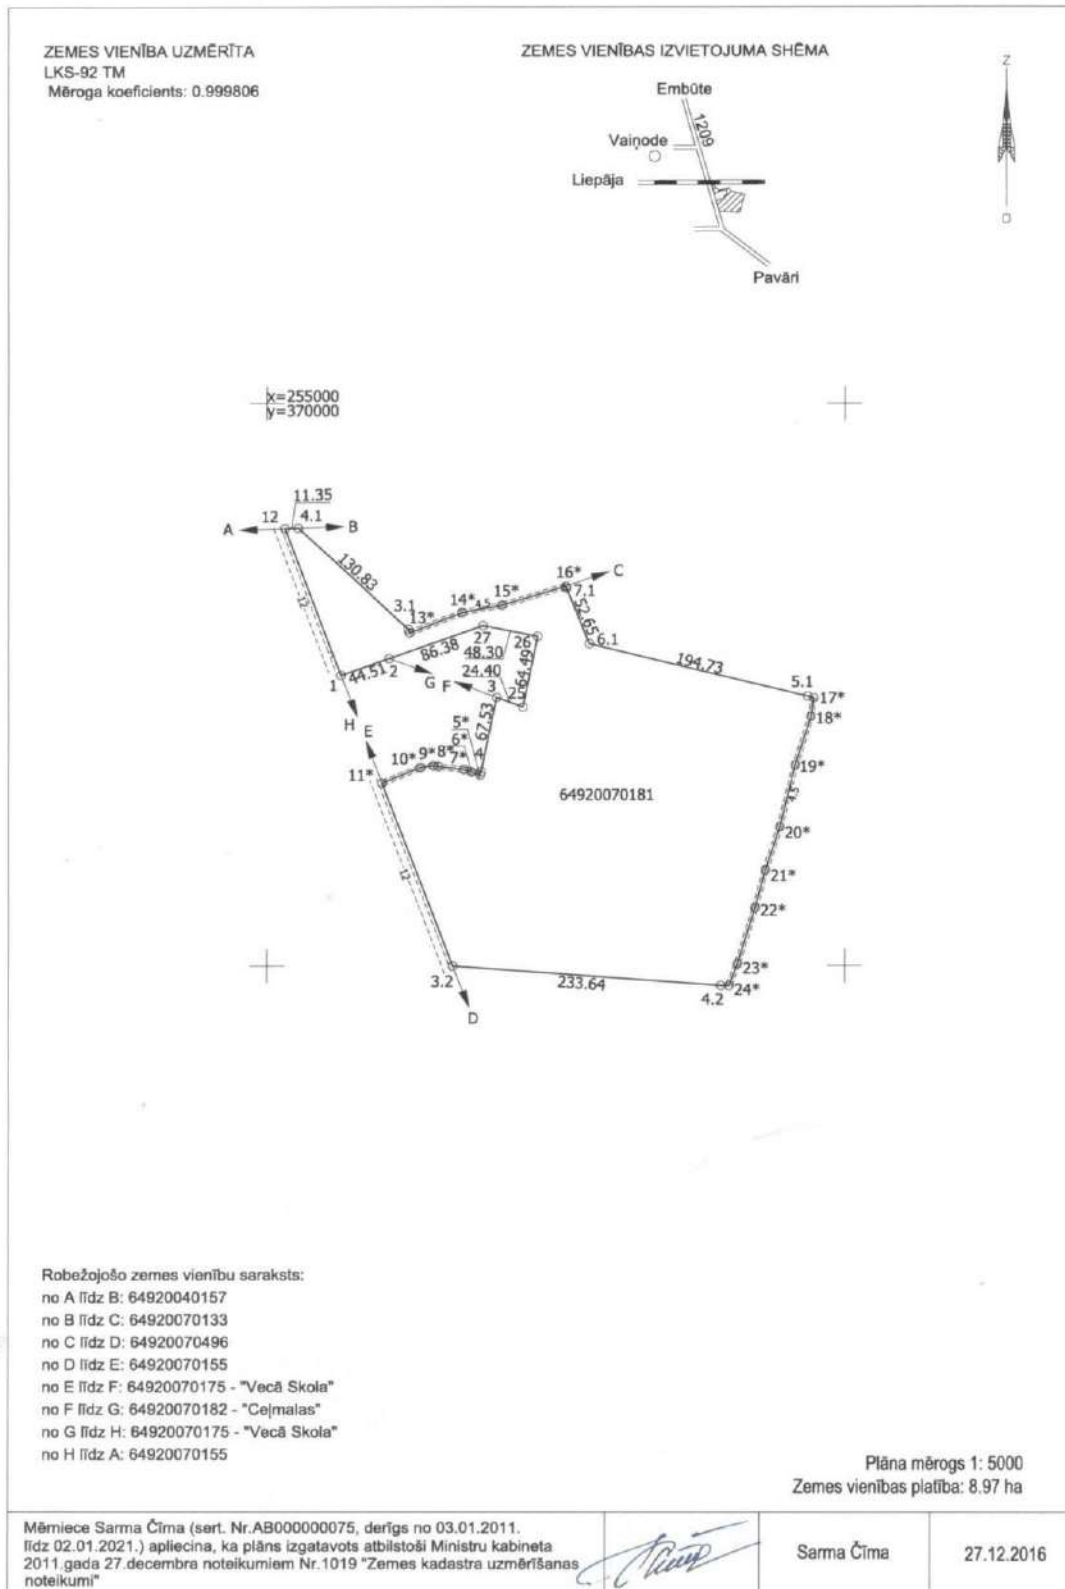 ZEMES VIENĪBA UZMĒRĪTA
LKS-92 TM
Mēroga koeficients: 0.999806
ZEMES VIENĪBAS IZVIETOJUMA SHĒMA
Embūte
1209
Vaiņode
Liepāja
Pavāri
Z
D
x=255000
y=370000
11.35
12 4.1
A B
130.83
12
3.1
13*
14*
4.5
15*
16*
C
7.1
52.65
6.1
194.73
5.1
17*
18*
19*
4.5
20*
21*
22*
23*
24*
4.2
233.64
3.2
D
12
11*
E
H
1
44.51
2
86.38
G
F
27
48.30
26
64.49
24.40
3
25
67.53
5*
6*
4
7*
8*
9*
10*
64920070181
Robežojošo zemes vienību saraksts:
no A līdz B: 64920040157
no B līdz C: 64920070133
no C līdz D: 64920070496
no D līdz E: 64920070155
no E līdz F: 64920070175 - "Vecā Skola"
no F līdz G: 64920070182 - "Ceļmalas"
no G līdz H: 64920070175 - "Vecā Skola"
no H līdz A: 64920070155
Plāna mērogs 1: 5000
Zemes vienības platība: 8.97 ha
Mērniece Sarma Čīma (sert. Nr.AB000000075, derīgs no 03.01.2011.
līdz 02.01.2021.) apliecina, ka plāns izgatavots atbilstoši Ministru kabineta
2011.gada 27.decembra noteikumiem Nr.1019 "Zemes kadastra uzmērīšanas
noteikumi"
Sarma Čīma
27.12.2016